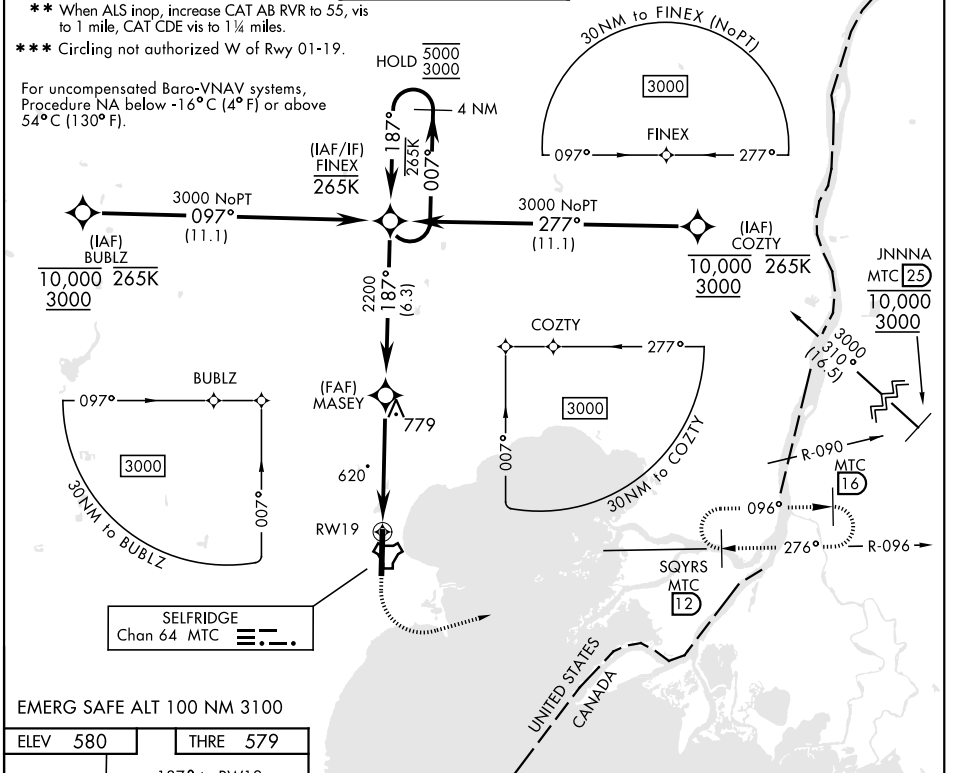 ** When ALS inop, increase CAT AB RVR to 55, vis
to 1 mile, CAT CDE vis to 1¼ miles.
*** Circling not authorized W of Rwy 01-19.
For uncompensated Baro-VNAV systems,
Procedure NA below -16°C (4°F) or above
54°C (130°F).
HOLD 5000
3000
4 NM
187°
265K
007°
30NM to FINEX (NoPT)
3000
FINEX
097°
277°
(IAF/IF)
FINEX
265K
3000 NoPT
097°
(11.1)
3000 NoPT
277°
(11.1)
(IAF)
BUBLZ
10,000 265K
3000
(IAF)
COZTY
10,000 265K
3000
JNNNA
MTC 25
10,000
3000
2200
187°
(6.3)
3000
310°
(16.5)
COZTY
277°
3000
007°
30NM to COZTY
BUBLZ
097°
3000
007°
30NM to BUBLZ
(FAF)
MASEY
779
620
RW19
R-090
MTC
16
096°
276°
R-096
SQYRS
MTC
12
SELFRIDGE
Chan 64 MTC
UNITED STATES
CANADA
EMERG SAFE ALT 100 NM 3100
ELEV 580
THRE 579